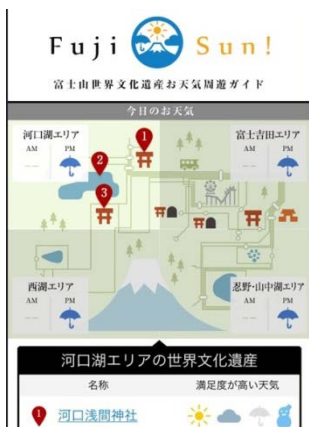 Fuji Sun!
富士山世界文化遺産お天気周遊ガイド
今日のお天気
河口湖エリア
AM PM
--
富士吉田エリア
AM PM
--
1
2
3
西湖エリア
AM PM
--
忍野・山中湖エリア
AM PM
--
河口湖エリアの世界文化遺産
名称 満足度が高い天気
1 河口浅間神社